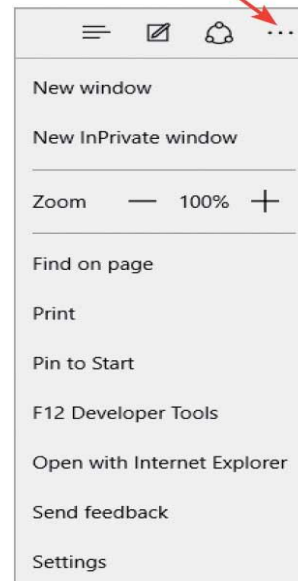 New window
New InPrivate window
Zoom — 100% +
Find on page
Print
Pin to Start
F12 Developer Tools
Open with Internet Explorer
Send feedback
Settings